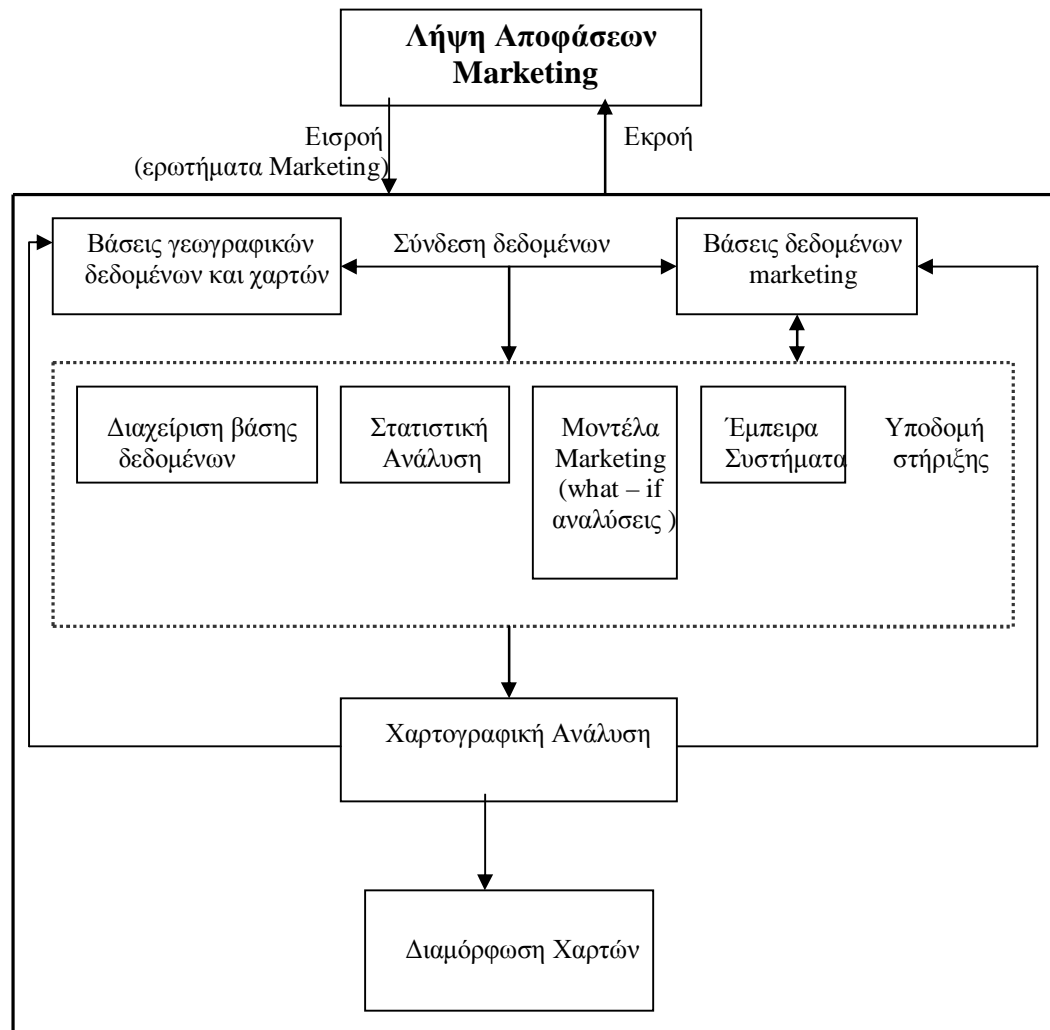 Λήψη Αποφάσεων
Marketing
Εισροή
(ερωτήματα Marketing)
Εκροή
Βάσεις γεωγραφικών
δεδομένων και χαρτών
Σύνδεση δεδομένων
Βάσεις δεδομένων
marketing
Διαχείριση βάσης
δεδομένων
Στατιστική
Ανάλυση
Μοντέλα
Marketing
(what – if
αναλύσεις )
Έμπειρα
Συστήματα
Υποδομή
στήριξης
Χαρτογραφική Ανάλυση
Διαμόρφωση Χαρτών